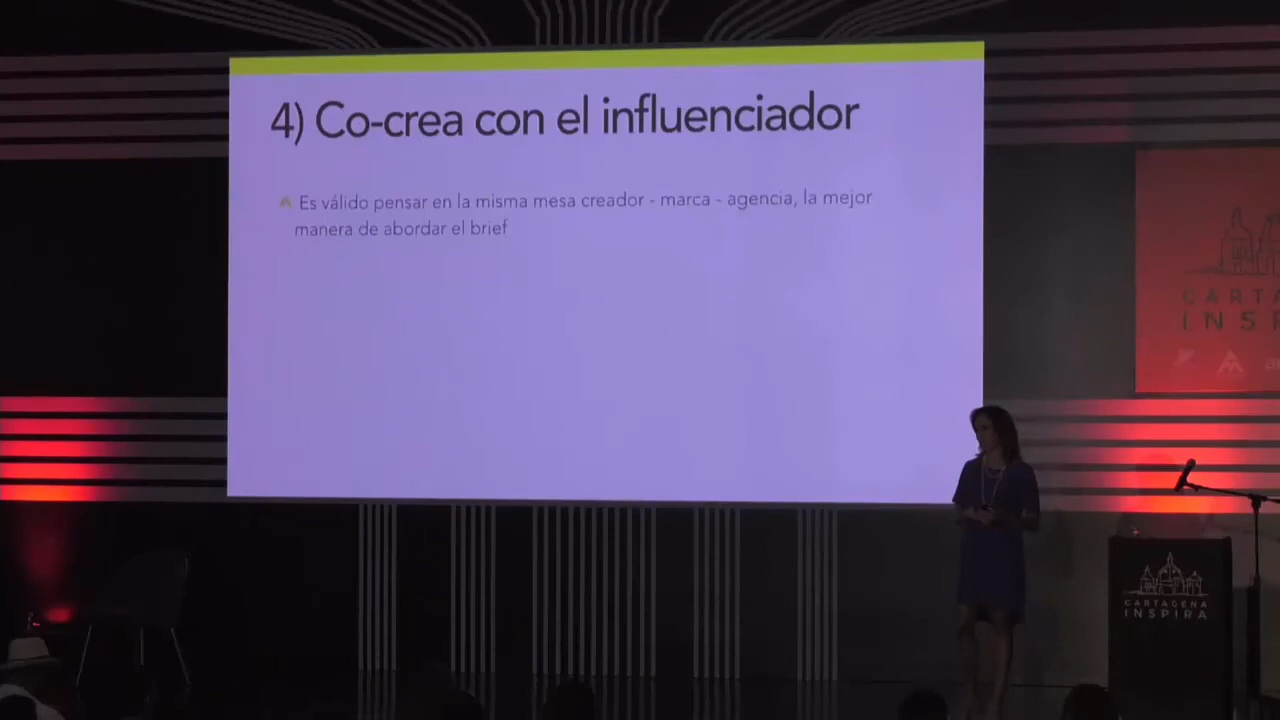 4) Co-crea con el influenciador
Es válido pensar en la misma mesa creador - marca - agencia, la mejor
manera de abordar el brief
CARTAGENA
INSPIRA